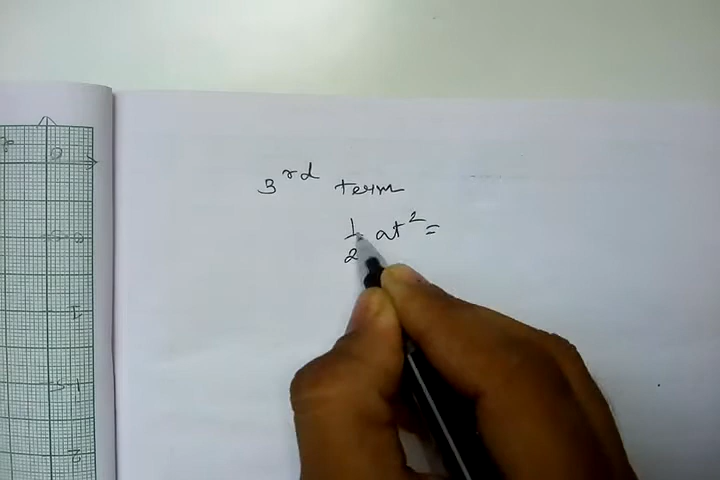 3rd term
1/2 at² =